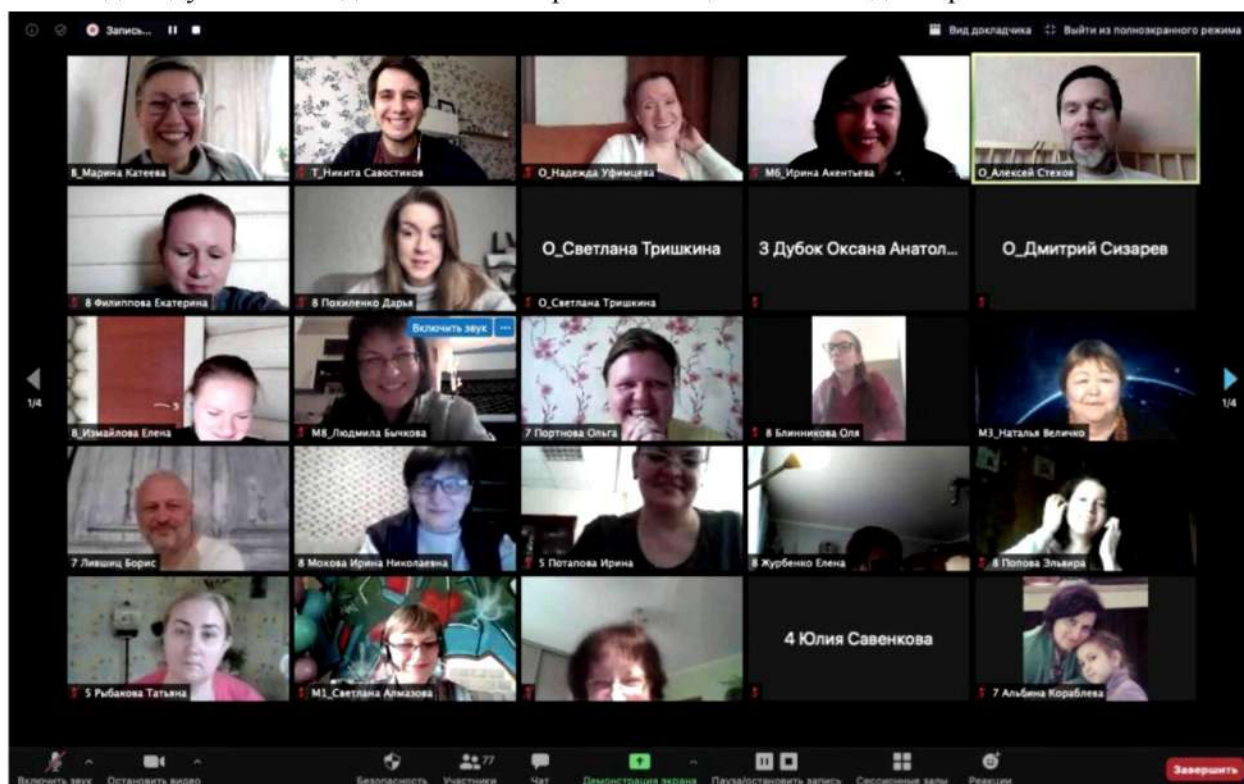 Запись...
Вид докладчика
Выйти из полноэкранного режима
В_Марина Катеева
Т_Никита Савостиков
О_Надежда Уфимцева
М6_Ирина Акентьева
О_Алексей Стехов
8 Филиппова Екатерина
8 Похиленко Дарья
О_Светлана Тришкина
О_Светлана Тришкина
3 Дубок Оксана Анатол...
О_Дмитрий Сизарев
Включить звук
1/4
1/4
8_Измайлова Елена
М8_Людмила Бычкова
7 Портнова Ольга
8 Блинникова Оля
М3_Наталья Величко
7 Лившиц Борис
8 Мохова Ирина Николаевна
5 Потапова Ирина
8 Журбенко Елена
8 Попова Эльвира
5 Рыбакова Татьяна
М1_Светлана Алмазова
4 Юлия Савенкова
7 Альбина Кораблева
77
Включить звук
Остановить видео
Безопасность
Участники
Чат
Демонстрация экрана
Пауза/остановить запись
Сессионные залы
Реакции
Завершить